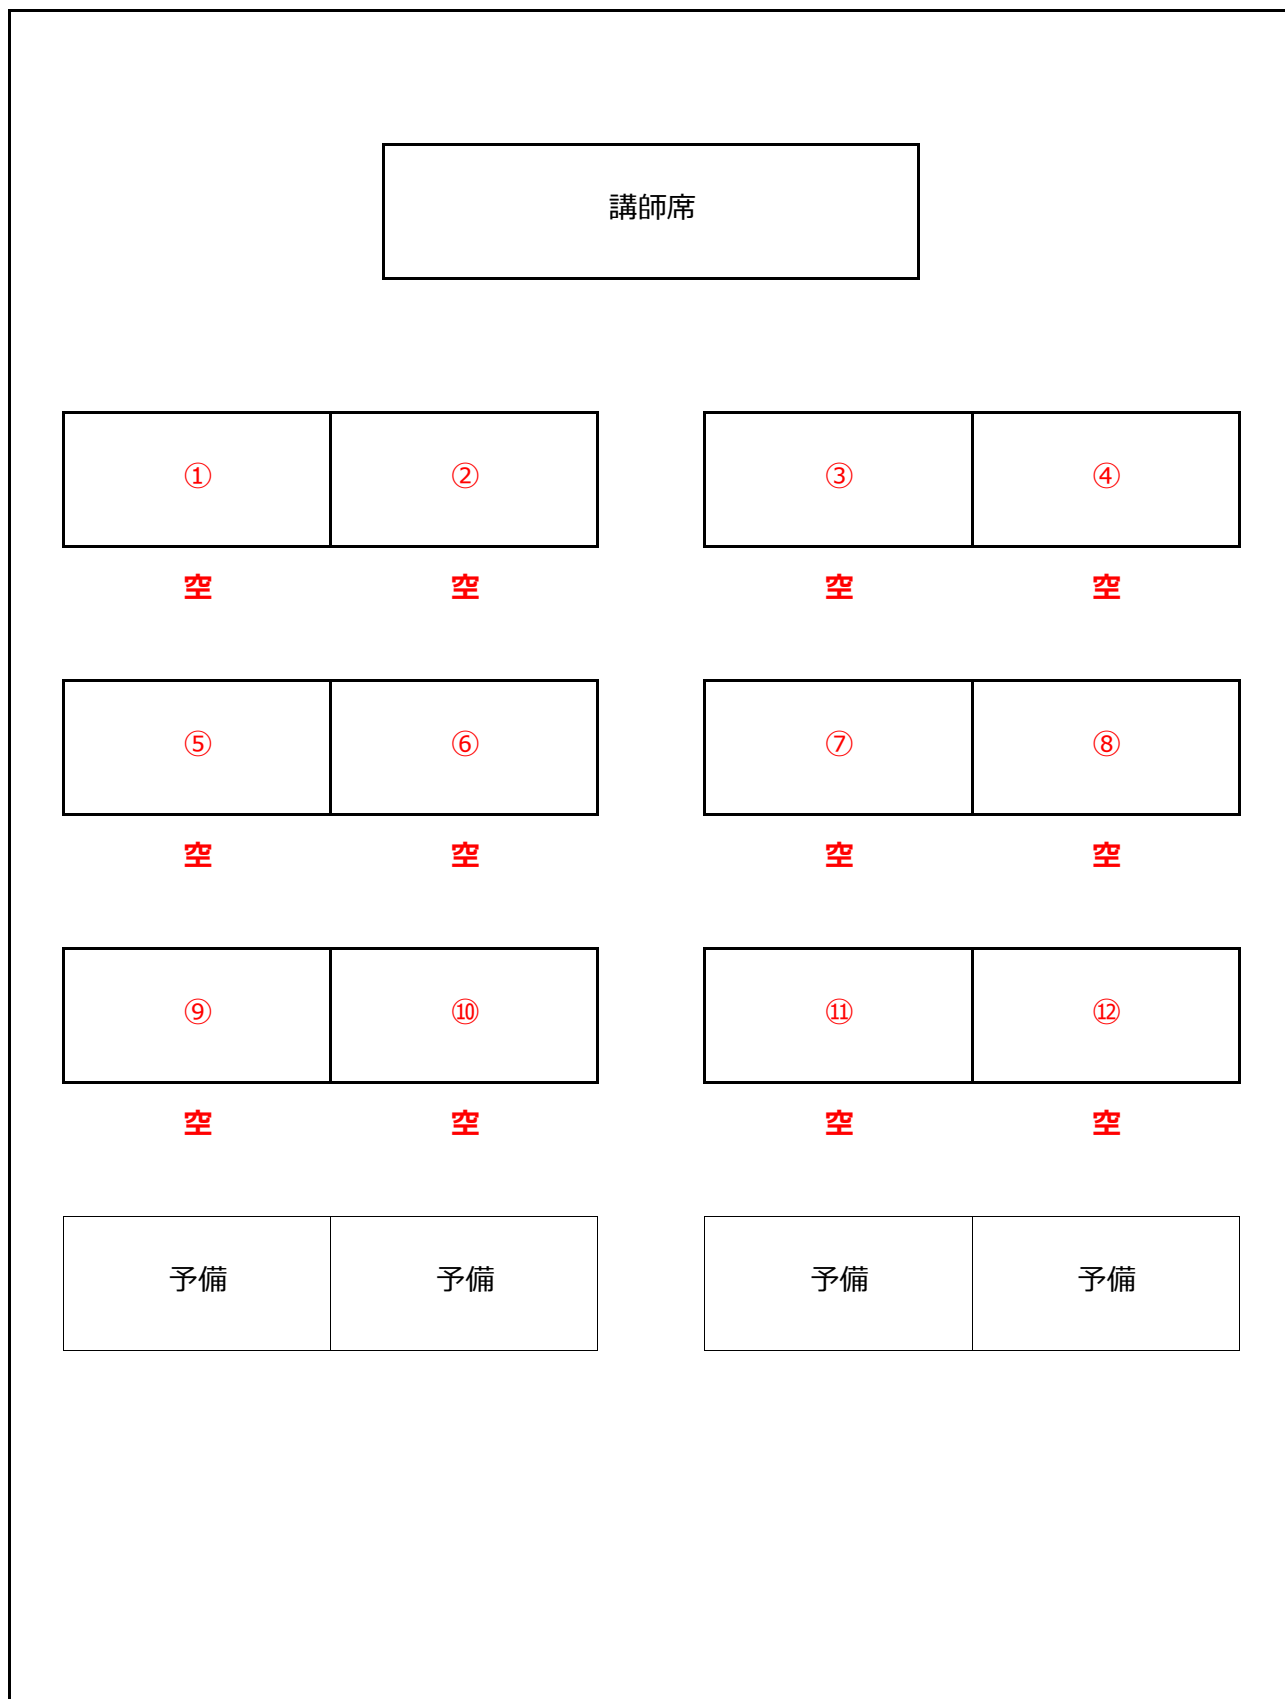 講師席
① ② ③ ④
空 空 空 空
⑤ ⑥ ⑦ ⑧
空 空 空 空
⑨ ⑩ ⑪ ⑫
空 空 空 空
予備 予備 予備 予備